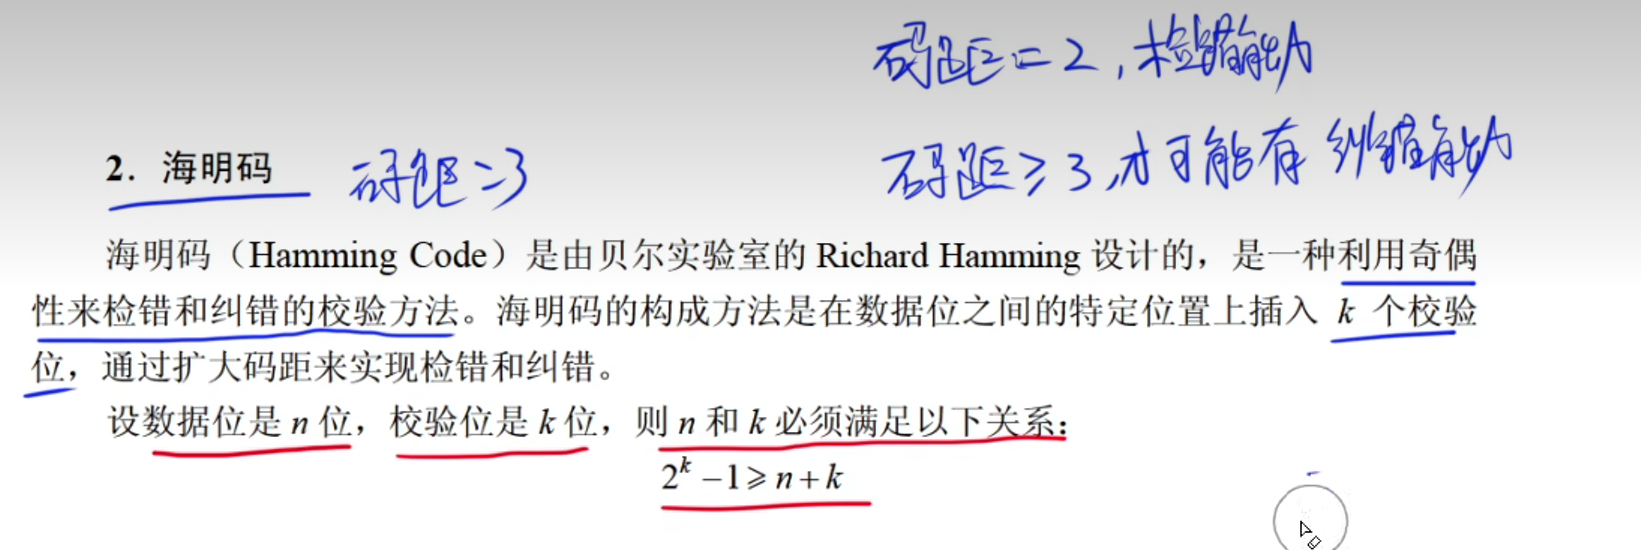 码距=2,检错能力
码距≥3,才可能有纠错能力
2. 海明码 码距=3
海明码（Hamming Code）是由贝尔实验室的 Richard Hamming 设计的，是一种利用奇偶
性来检错和纠错的校验方法。海明码的构成方法是在数据位之间的特定位置上插入 k 个校验
位，通过扩大码距来实现检错和纠错。
设数据位是 n 位，校验位是 k 位，则 n 和 k 必须满足以下关系：
2^k −1⩾n+k